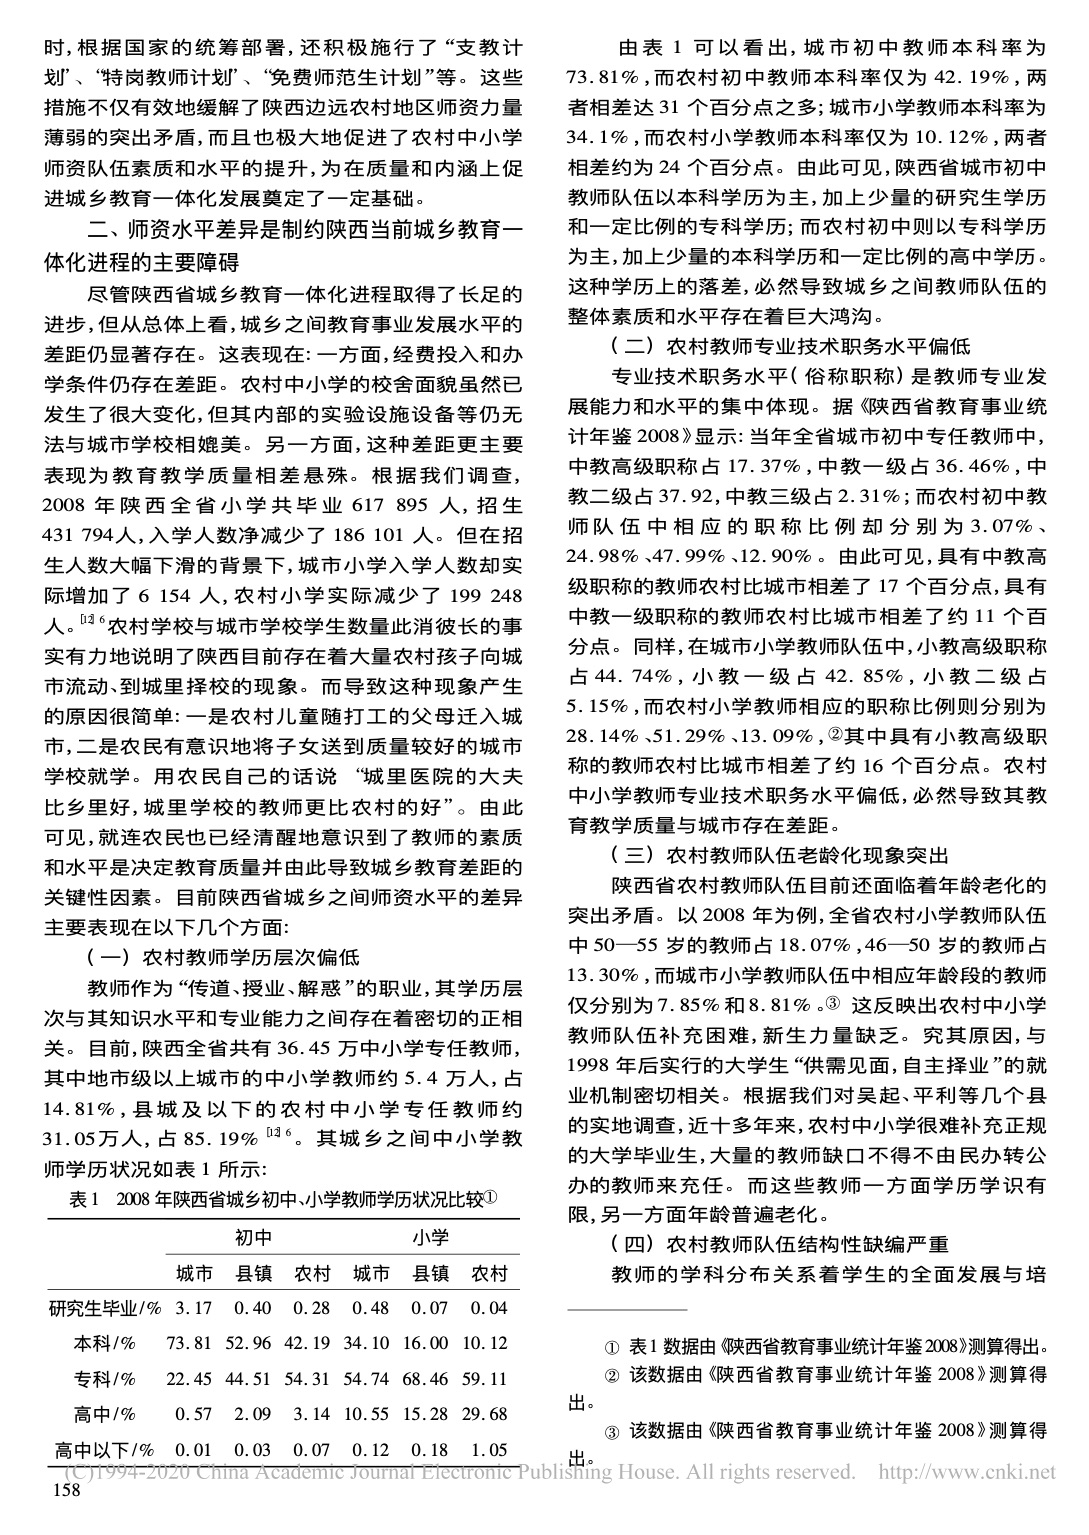 时,根据国家的统筹部署,还积极施行了“支教计
划”、“特岗教师计划”、“免费师范生计划”等。这些
措施不仅有效地缓解了陕西边远农村地区师资力量
薄弱的突出矛盾,而且也极大地促进了农村中小学
师资队伍素质和水平的提升,为在质量和内涵上促
进城乡教育一体化发展奠定了一定基础。
二、师资水平差异是制约陕西当前城乡教育一
体化进程的主要障碍
尽管陕西省城乡教育一体化进程取得了长足的
进步,但从总体上看,城乡之间教育事业发展水平的
差距仍显著存在。这表现在:一方面,经费投入和办
学条件仍存在差距。农村中小学的校舍面貌虽然已
发生了很大变化,但其内部的实验设施设备等仍无
法与城市学校相媲美。另一方面,这种差距更主要
表现为教育教学质量相差悬殊。根据我们调查,
2008 年陕西全省小学共毕业 617 895 人,招生
431 794人,入学人数净减少了 186 101 人。但在招
生人数大幅下滑的背景下,城市小学入学人数却实
际增加了 6 154 人,农村小学实际减少了 199 248
人。[12]6农村学校与城市学校学生数量此消彼长的事
实有力地说明了陕西目前存在着大量农村孩子向城
市流动、到城里择校的现象。而导致这种现象产生
的原因很简单:一是农村儿童随打工的父母迁入城
市,二是农民有意识地将子女送到质量较好的城市
学校就学。用农民自己的话说 “城里医院的大夫
比乡里好,城里学校的教师更比农村的好”。由此
可见,就连农民也已经清醒地意识到了教师的素质
和水平是决定教育质量并由此导致城乡教育差距的
关键性因素。目前陕西省城乡之间师资水平的差异
主要表现在以下几个方面:
(一)农村教师学历层次偏低
教师作为“传道、授业、解惑”的职业,其学历层
次与其知识水平和专业能力之间存在着密切的正相
关。目前,陕西全省共有 36.45 万中小学专任教师,
其中地市级以上城市的中小学教师约 5.4 万人,占
14.81%,县城及以下的农村中小学专任教师约
31.05万人,占 85.19%[12]6。其城乡之间中小学教
师学历状况如表 1 所示:
表 1 2008 年陕西省城乡初中、小学教师学历状况比较①
初中 小学
城市 县镇 农村 城市 县镇 农村
研究生毕业/% 3.17 0.40 0.28 0.48 0.07 0.04
本科/% 73.81 52.96 42.19 34.10 16.00 10.12
专科/% 22.45 44.51 54.31 54.74 68.46 59.11
高中/% 0.57 2.09 3.14 10.55 15.28 29.68
高中以下/% 0.01 0.03 0.07 0.12 0.18 1.05
由表 1 可以看出,城市初中教师本科率为
73.81%,而农村初中教师本科率仅为 42.19%,两
者相差达 31 个百分点之多;城市小学教师本科率为
34.1%,而农村小学教师本科率仅为 10.12%,两者
相差约为 24 个百分点。由此可见,陕西省城市初中
教师队伍以本科学历为主,加上少量的研究生学历
和一定比例的专科学历;而农村初中则以专科学历
为主,加上少量的本科学历和一定比例的高中学历。
这种学历上的落差,必然导致城乡之间教师队伍的
整体素质和水平存在着巨大鸿沟。
(二)农村教师专业技术职务水平偏低
专业技术职务水平(俗称职称)是教师专业发
展能力和水平的集中体现。据《陕西省教育事业统
计年鉴 2008》显示:当年全省城市初中专任教师中,
中教高级职称占 17.37%,中教一级占 36.46%,中
教二级占 37.92,中教三级占 2.31%;而农村初中教
师队伍中相应的职称比例却分别为 3.07%、
24.98%、47.99%、12.90%。由此可见,具有中教高
级职称的教师农村比城市相差了 17 个百分点,具有
中教一级职称的教师农村比城市相差了约 11 个百
分点。同样,在城市小学教师队伍中,小教高级职称
占 44.74%,小教一级占 42.85%,小教二级占
5.15%,而农村小学教师相应的职称比例则分别为
28.14%、51.29%、13.09%,②其中具有小教高级职
称的教师农村比城市相差了约 16 个百分点。农村
中小学教师专业技术职务水平偏低,必然导致其教
育教学质量与城市存在差距。
(三)农村教师队伍老龄化现象突出
陕西省农村教师队伍目前还面临着年龄老化的
突出矛盾。以 2008 年为例,全省农村小学教师队伍
中 50—55 岁的教师占 18.07%,46—50 岁的教师占
13.30%,而城市小学教师队伍中相应年龄段的教师
仅分别为 7.85%和 8.81%。③ 这反映出农村中小学
教师队伍补充困难,新生力量缺乏。究其原因,与
1998 年后实行的大学生“供需见面,自主择业”的就
业机制密切相关。根据我们对吴起、平利等几个县
的实地调查,近十多年来,农村中小学很难补充正规
的大学毕业生,大量的教师缺口不得不由民办转公
办的教师来充任。而这些教师一方面学历学识有
限,另一方面年龄普遍老化。
(四)农村教师队伍结构性缺编严重
教师的学科分布关系着学生的全面发展与培
① 表 1 数据由《陕西省教育事业统计年鉴 2008》测算得出。
② 该数据由《陕西省教育事业统计年鉴 2008》测算得
出。
③ 该数据由《陕西省教育事业统计年鉴 2008》测算得
出。
(C)1994-2020 China Academic Journal Electronic Publishing House. All rights reserved. http://www.cnki.net
158